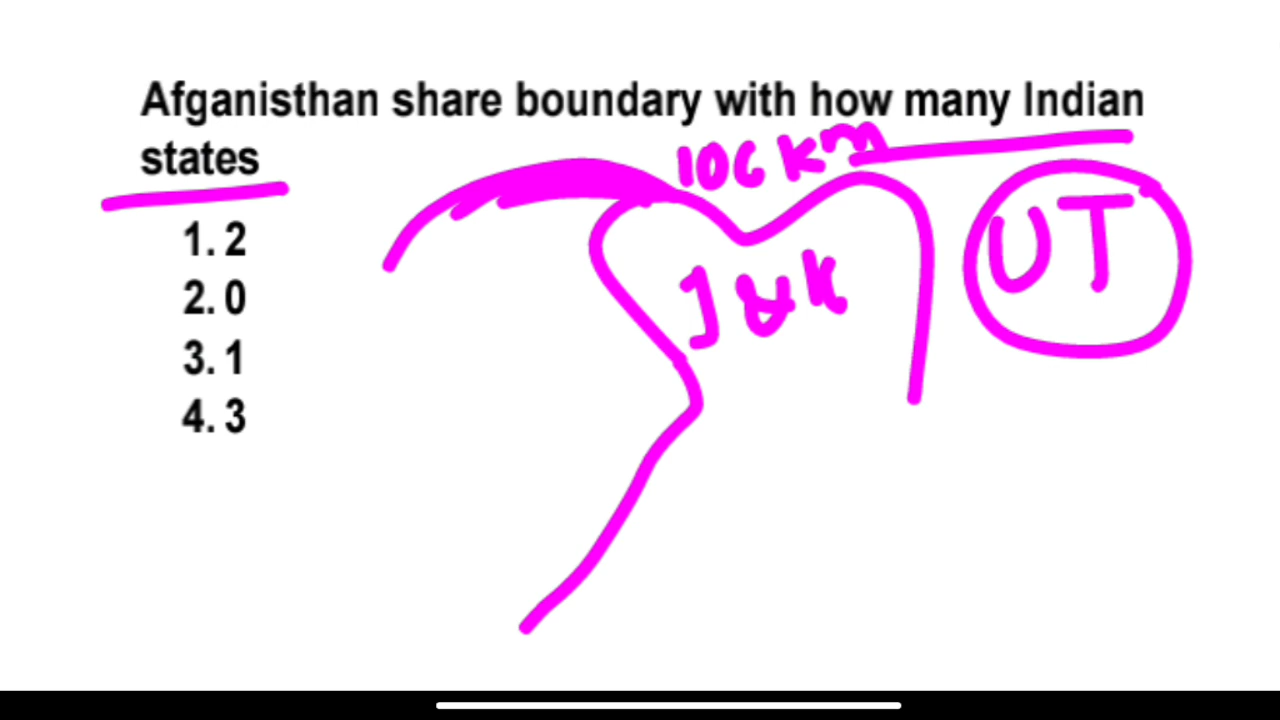 Afganisthan share boundary with how many Indian
states
106 km
1. 2
2. 0
3. 1
4. 3
J & K
UT